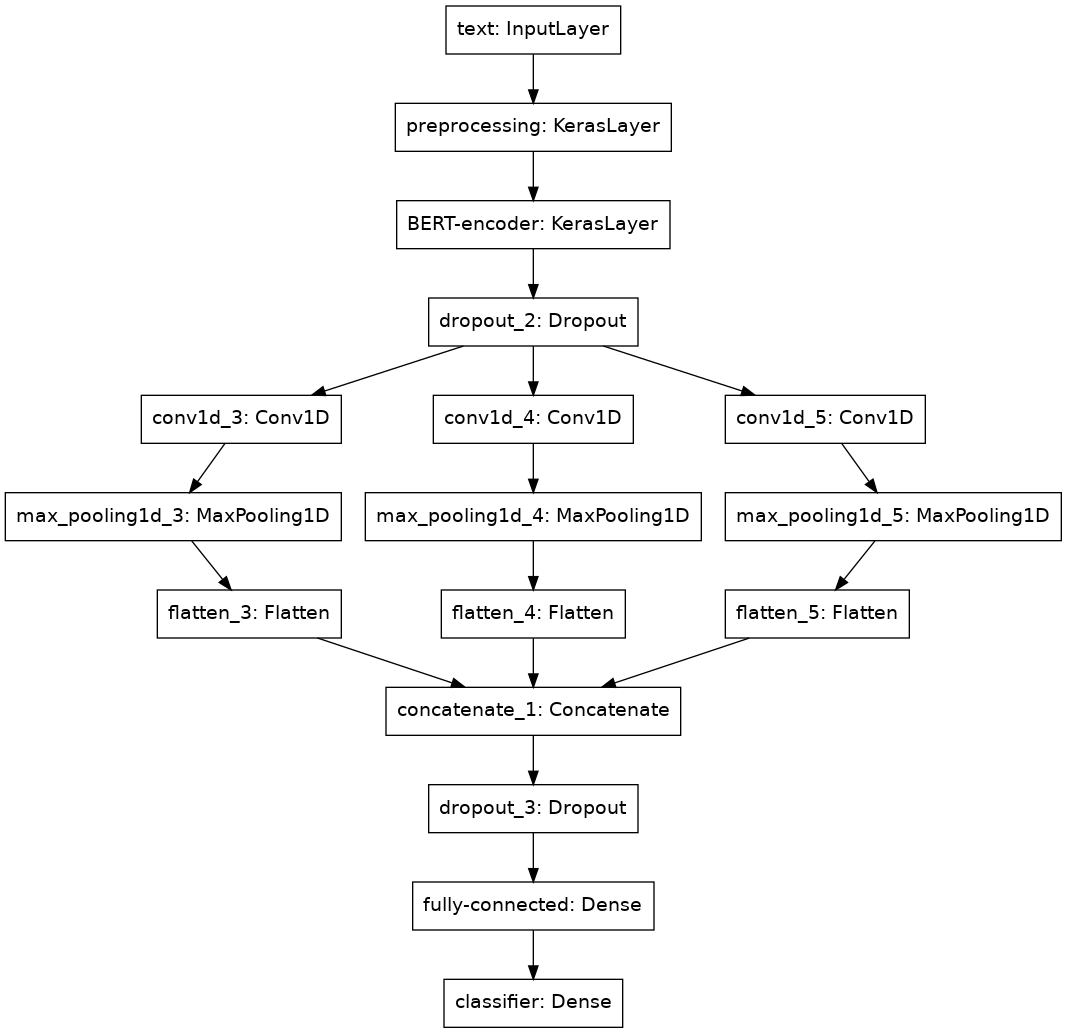 text: InputLayer
preprocessing: KerasLayer
BERT-encoder: KerasLayer
dropout_2: Dropout
conv1d_3: Conv1D
conv1d_4: Conv1D
conv1d_5: Conv1D
max_pooling1d_3: MaxPooling1D
max_pooling1d_4: MaxPooling1D
max_pooling1d_5: MaxPooling1D
flatten_3: Flatten
flatten_4: Flatten
flatten_5: Flatten
concatenate_1: Concatenate
dropout_3: Dropout
fully-connected: Dense
classifier: Dense